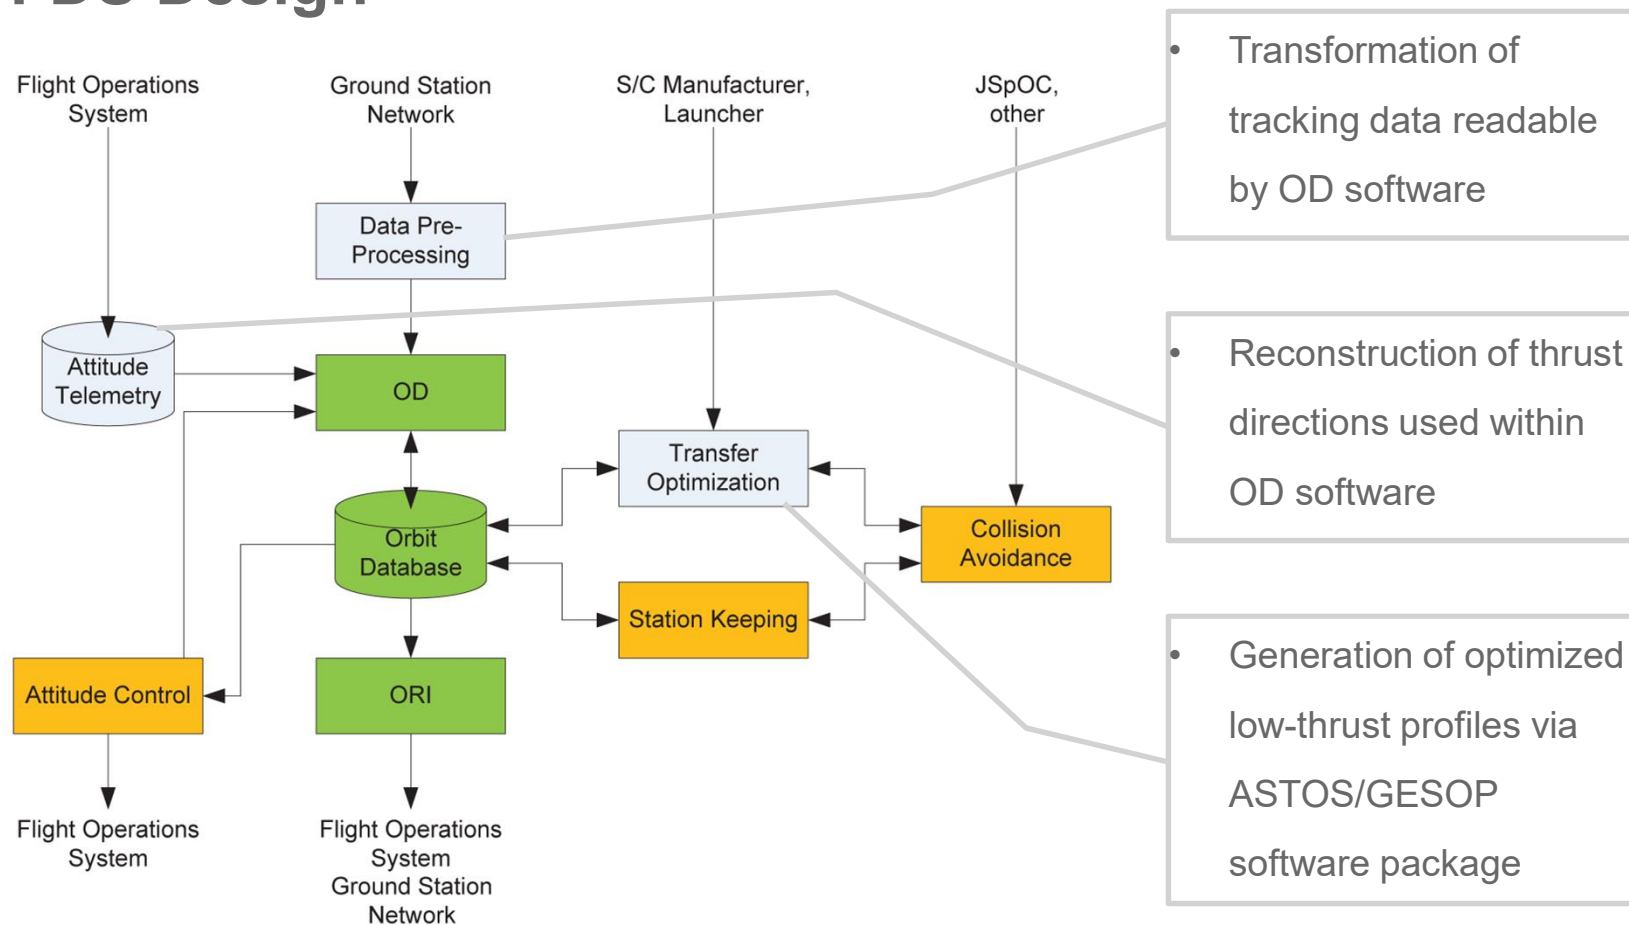 Design
Flight Operations
System
Ground Station
Network
S/C Manufacturer,
Launcher
JSpOC,
other
Data Pre-
Processing
Attitude
Telemetry
OD
Transfer
Optimization
Orbit
Database
Collision
Avoidance
Station Keeping
Attitude Control
ORI
Flight Operations
System
Flight Operations
System
Ground Station
Network
• Transformation of
tracking data readable
by OD software
• Reconstruction of thrust
directions used within
OD software
• Generation of optimized
low-thrust profiles via
ASTOS/GESOP
software package